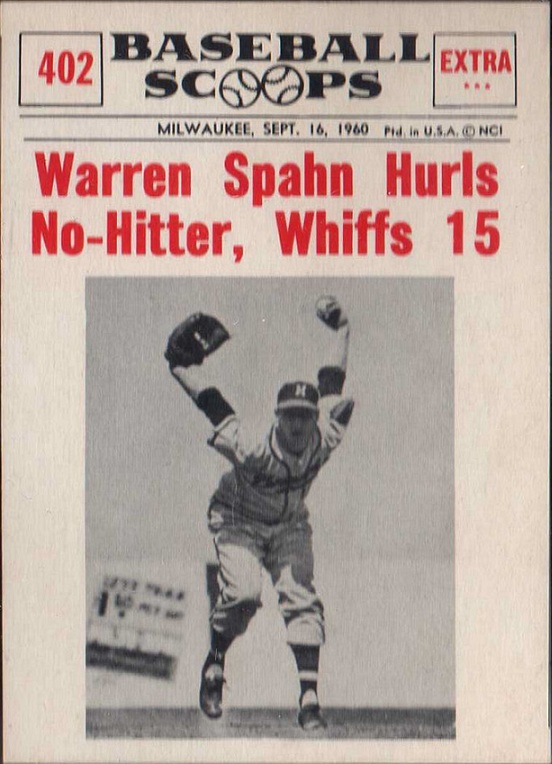 402
BASEBALL
SCOOPS
EXTRA
***
MILWAUKEE, SEPT. 16, 1960 Ptd. in U.S.A. © NCI
Warren Spahn Hurls
No-Hitter, Whiffs 15
M